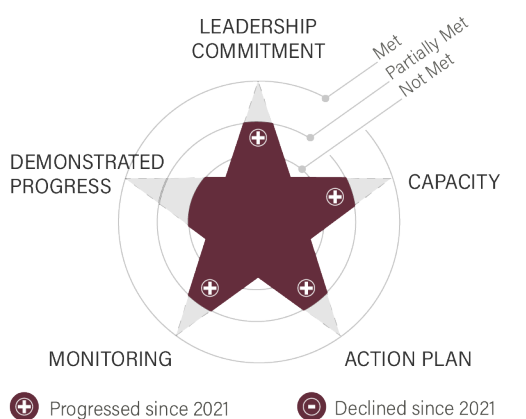 LEADERSHIP
COMMITMENT
Met
Partially Met
Not Met
DEMONSTRATED
PROGRESS
CAPACITY
MONITORING
ACTION PLAN
Progressed since 2021
Declined since 2021